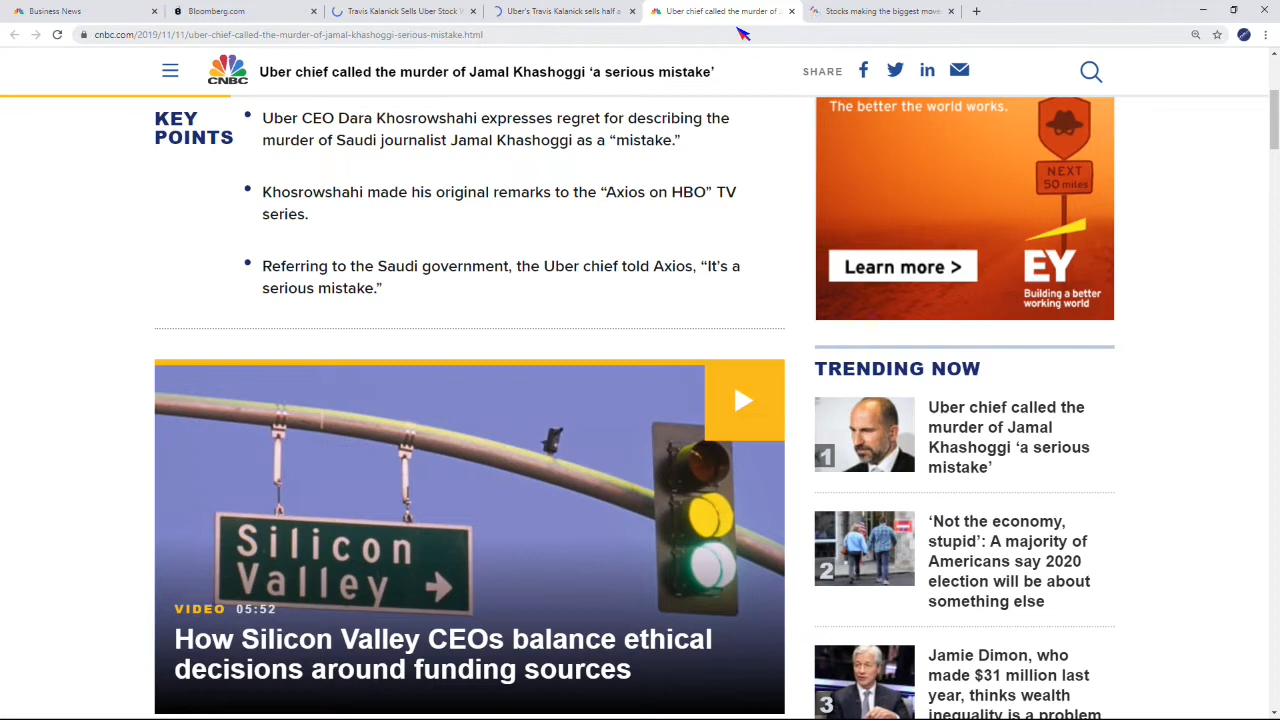 Business News
Bloomberg.com
Travis Kalanick Sells Uber Stock
Uber's Travis Kalanick sells half a
Uber chief called the murder of
Stocks making the biggest move
cnbc.com/2019/11/11/uber-chief-called-the-murder-of-jamal-khashoggi-serious-mistake.html
CNBC
Uber chief called the murder of Jamal Khashoggi ‘a serious mistake’
SHARE
KEY
POINTS
Uber CEO Dara Khosrowshahi expresses regret for describing the
murder of Saudi journalist Jamal Khashoggi as a “mistake.”
Khosrowshahi made his original remarks to the “Axios on HBO” TV
series.
Referring to the Saudi government, the Uber chief told Axios, “It’s a
serious mistake.”
Silicon
Valley
VIDEO 05:52
How Silicon Valley CEOs balance ethical
decisions around funding sources
The better the world works.
NEXT
50 miles
Learn more >
EY
Building a better
working world
TRENDING NOW
1
Uber chief called the
murder of Jamal
Khashoggi ‘a serious
mistake’
2
‘Not the economy,
stupid’: A majority of
Americans say 2020
election will be about
something else
3
Jamie Dimon, who
made $31 million last
year, thinks wealth
inequality is a problem